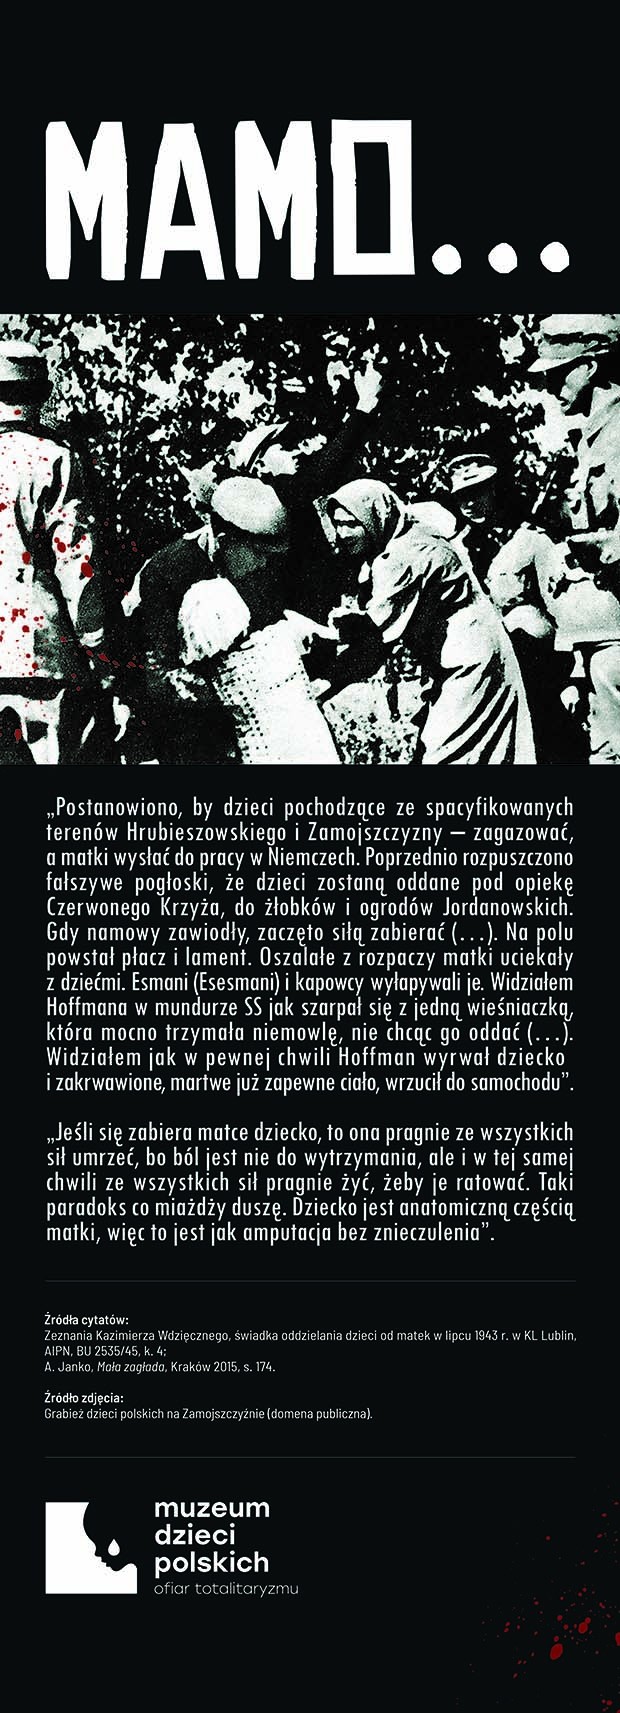 MAMO...
„Postanowiono, by dzieci pochodzące ze spacyfikowanych
terenów Hrubieszowskiego i Zamojszczyzny – zagazować,
a matki wysłać do pracy w Niemczech. Poprzednio rozpuszczono
fałszywe pogłoski, że dzieci zostaną oddane pod opiekę
Czerwonego Krzyża, do żłobków i ogrodów Jordanowskich.
Gdy namowy zawiodły, zaczęto siłą zabierać (...). Na polu
powstał płacz i lament. Oszalałe z rozpaczy matki uciekały
z dziećmi. Esmani (Esesmani) i kapowcy wyłapywali je. Widziałem
Hoffmana w mundurze SS jak szarpał się z jedną wieśniaczką,
która mocno trzymała niemowlę, nie chcąc go oddać (...).
Widziałem jak w pewnej chwili Hoffman wyrwał dziecko
i zakrwawione, martwe już zapewne ciało, wrzucił do samochodu”.
„Jeśli się zabiera matce dziecko, to ona pragnie ze wszystkich
sił umrzeć, bo ból jest nie do wytrzymania, ale i w tej samej
chwili ze wszystkich sił pragnie żyć, żeby je ratować. Taki
paradoks co miażdży duszę. Dziecko jest anatomiczną częścią
matki, więc to jest jak amputacja bez znieczulenia”.
Źródła cytatów:
Zeznania Kazimierza Wdzięcznego, świadka oddzielania dzieci od matek w lipcu 1943 r. w KL Lublin,
AIPN, BU 2535/45, k. 4;
A. Janko, Mała zagłada, Kraków 2015, s. 174.
Źródło zdjęcia:
Grabież dzieci polskich na Zamojszczyźnie (domena publiczna).
muzeum
dzieci
polskich
ofiar totalitaryzmu